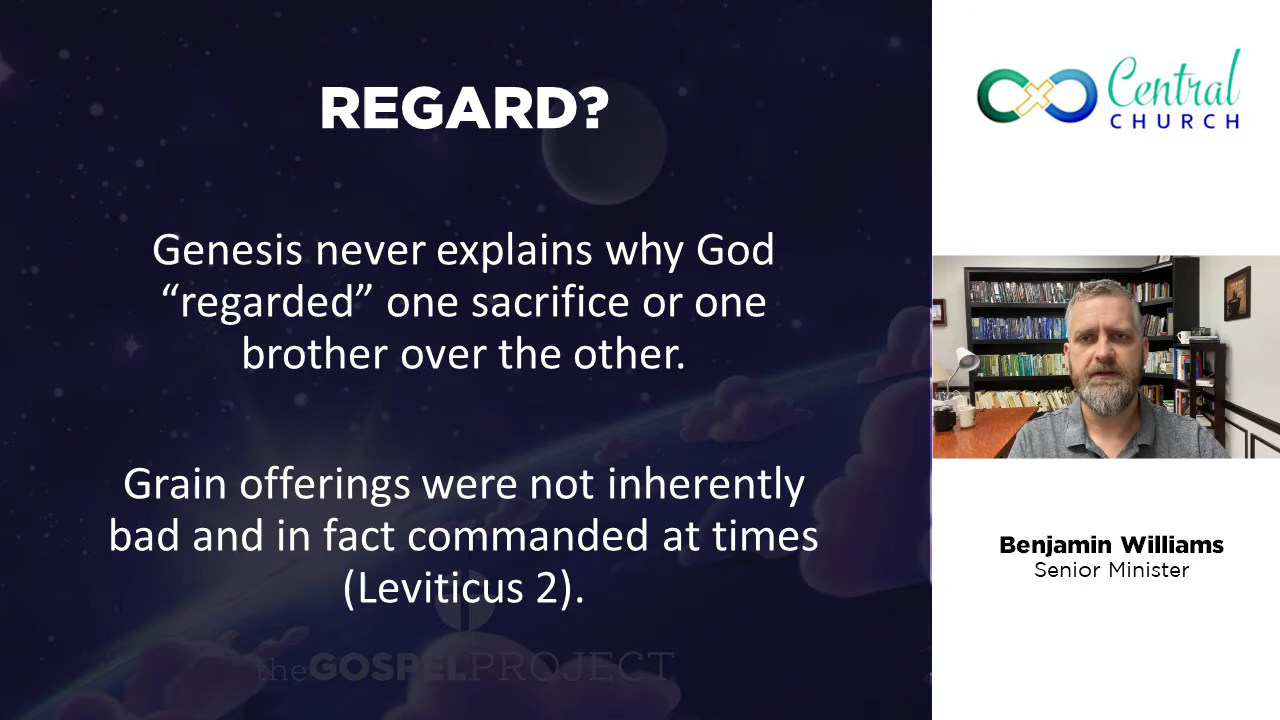 REGARD?
Genesis never explains why God
“regarded” one sacrifice or one
brother over the other.
Grain offerings were not inherently
bad and in fact commanded at times
(Leviticus 2).
theGOSPELPROJECT
Central
CHURCH
Benjamin Williams
Senior Minister